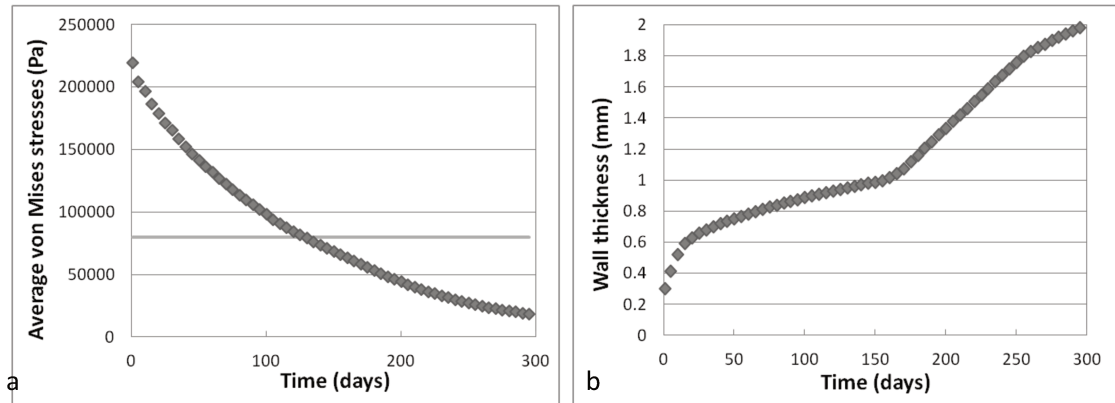 250000
200000
150000
100000
50000
0
Average von Mises stresses (Pa)
0 100 200 300
Time (days)
a
2
1.8
1.6
1.4
1.2
1
0.8
0.6
0.4
0.2
0
Wall thickness (mm)
0 50 100 150 200 250 300
Time (days)
b